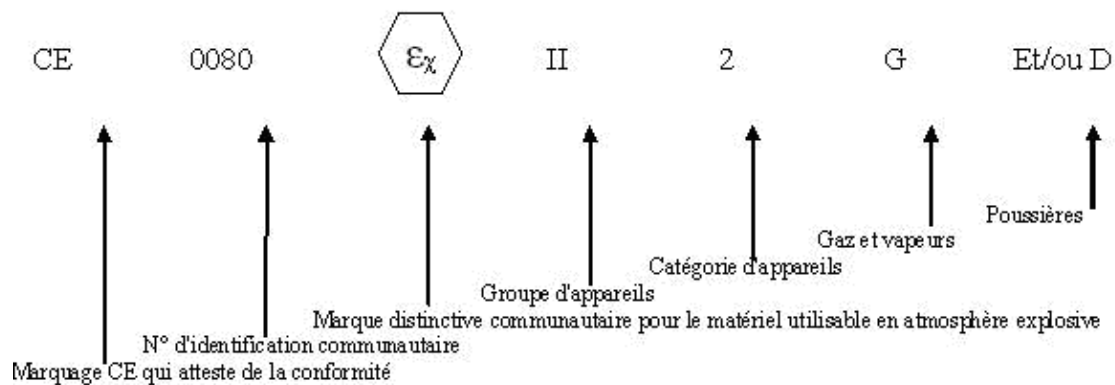 CE 0080 εχ II 2 G Et/ou D
Poussières
Gaz et vapeurs
Catégorie d'appareils
Groupe d'appareils
Marque distinctive communautaire pour le matériel utilisable en atmosphère explosive
N° d'identification communautaire
Marquage CE qui atteste de la conformité